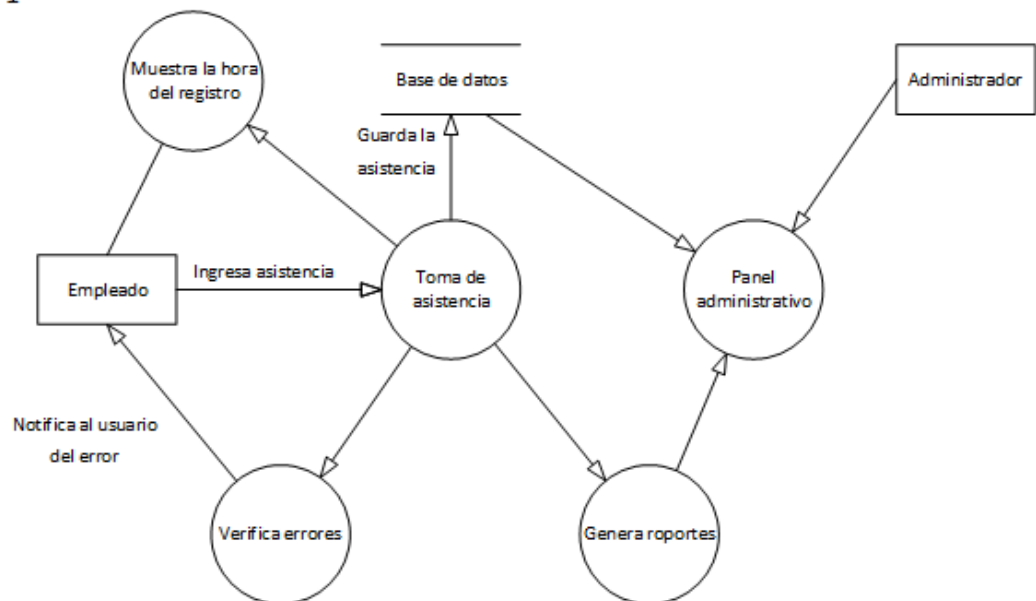 Muestra la hora
del registro
Base de datos
Administrador
Guarda la
asistencia
Empleado
Ingresa asistencia
Toma de
asistencia
Panel
administrativo
Notifica al usuario
del error
Verifica errores
Genera roportes